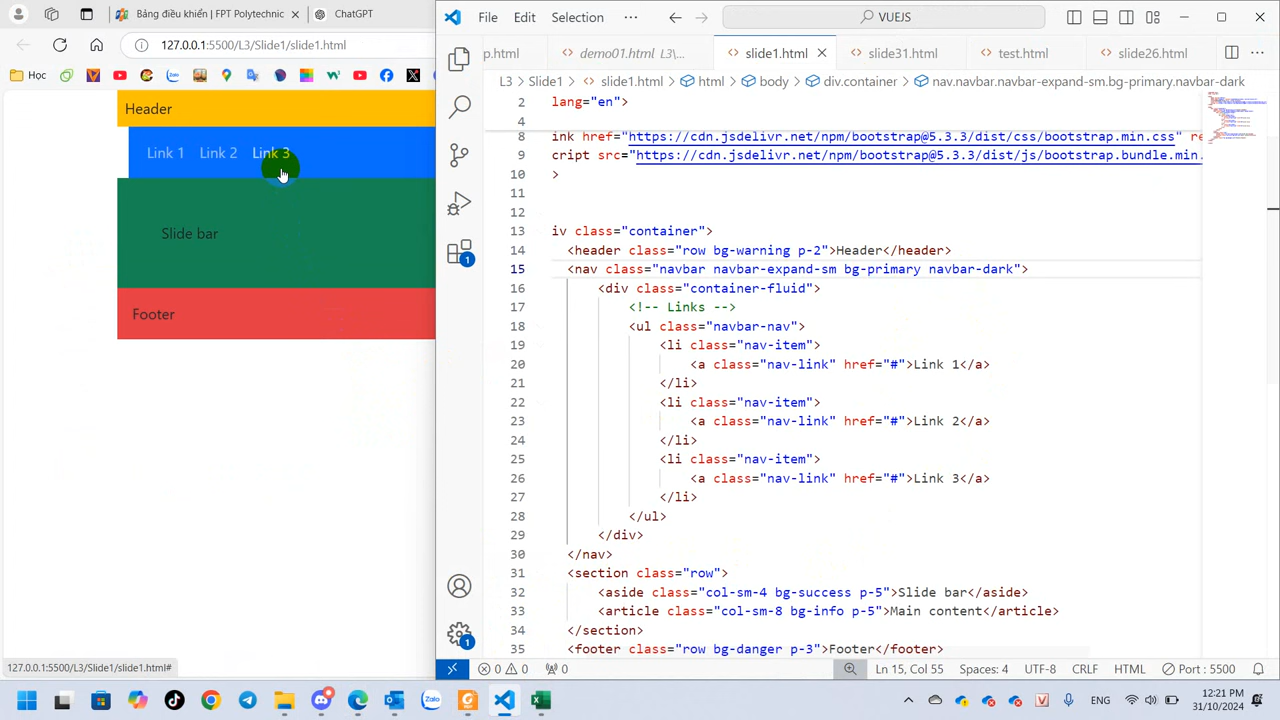 Bảng điều khiển | FPT Polytechnic
ChatGPT
File Edit Selection
VUEJS
127.0.0.1:5500/L3/Slide1/slide1.html
p.html
demo01.html L3\...
slide1.html
slide31.html
test.html
slide26.html
Học
L3 > Slide1 > slide1.html > html > body > div.container > nav.navbar.navbar-expand-sm.bg-primary.navbar-dark
2 lang="en">
4
8 ink href="https://cdn.jsdelivr.net/npm/bootstrap@5.3.3/dist/css/bootstrap.min.css" re
9 cript src="https://cdn.jsdelivr.net/npm/bootstrap@5.3.3/dist/js/bootstrap.bundle.min.
10 >
11
12
13 iv class="container">
14 <header class="row bg-warning p-2">Header</header>
15 <nav class="navbar navbar-expand-sm bg-primary navbar-dark">
16 <div class="container-fluid">
17 <!-- Links -->
18 <ul class="navbar-nav">
19 <li class="nav-item">
20 <a class="nav-link" href="#">Link 1</a>
21 </li>
22 <li class="nav-item">
23 <a class="nav-link" href="#">Link 2</a>
24 </li>
25 <li class="nav-item">
26 <a class="nav-link" href="#">Link 3</a>
27 </li>
28 </ul>
29 </div>
30 </nav>
31 <section class="row">
32 <aside class="col-sm-4 bg-success p-5">Slide bar</aside>
33 <article class="col-sm-8 bg-info p-5">Main content</article>
34 </section>
35 <footer class="row bg-danger p-3">Footer</footer>
Header
Link 1 Link 2 Link 3
Slide bar
Footer
127.0.0.1:5500/L3/Slide1/slide1.html#
1
1
0 0 0
Ln 15, Col 55 Spaces: 4 UTF-8 CRLF HTML Port : 5500
Zalo
ENG
12:21 PM
31/10/2024